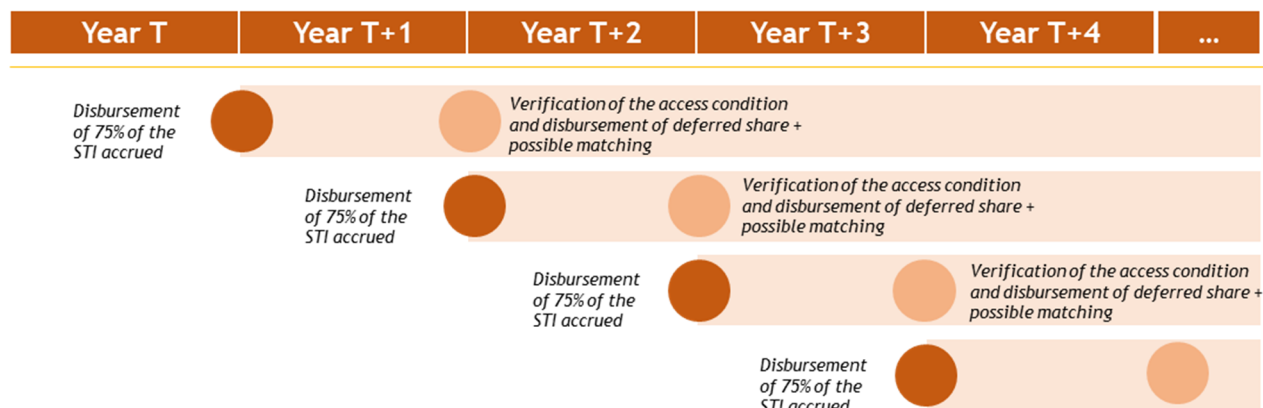 Year T
Year T+1
Year T+2
Year T+3
Year T+4
...
Disbursement
of 75% of the
STI accrued
Verification of the access condition
and disbursement of deferred share +
possible matching
Disbursement
of 75% of the
STI accrued
Verification of the access condition
and disbursement of deferred share +
possible matching
Disbursement
of 75% of the
STI accrued
Verification of the access condition
and disbursement of deferred share +
possible matching
Disbursement
of 75% of the
STI accrued